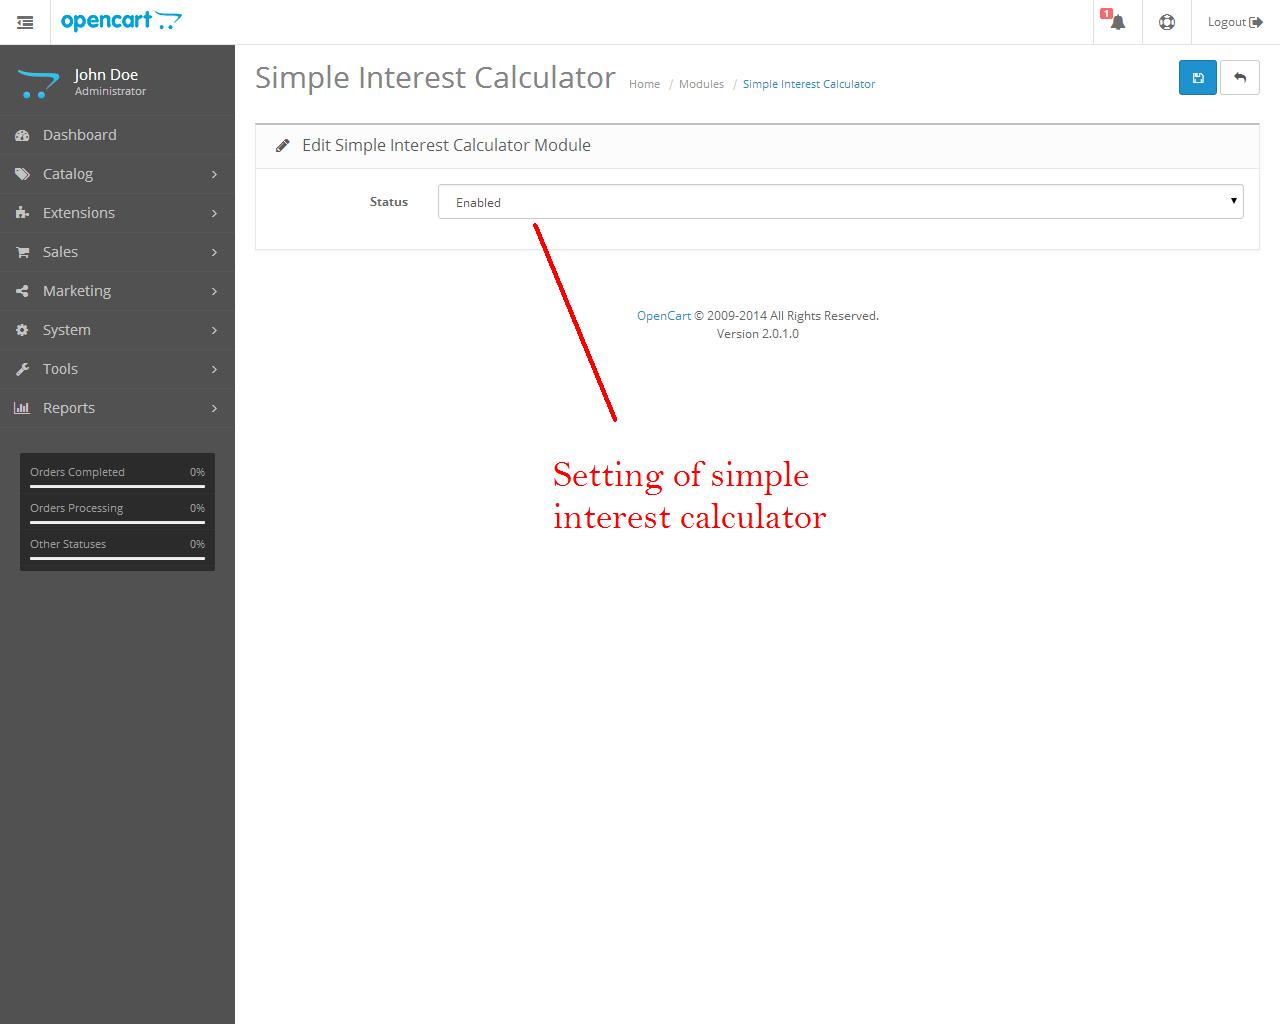 opencart
1
Logout
John Doe
Administrator
Simple Interest Calculator
Home / Modules / Simple Interest Calculator
Dashboard
Catalog
Extensions
Sales
Marketing
System
Tools
Reports
Orders Completed 0%
Orders Processing 0%
Other Statuses 0%
Edit Simple Interest Calculator Module
Status Enabled
OpenCart © 2009-2014 All Rights Reserved.
Version 2.0.1.0
Setting of simple
interest calculator